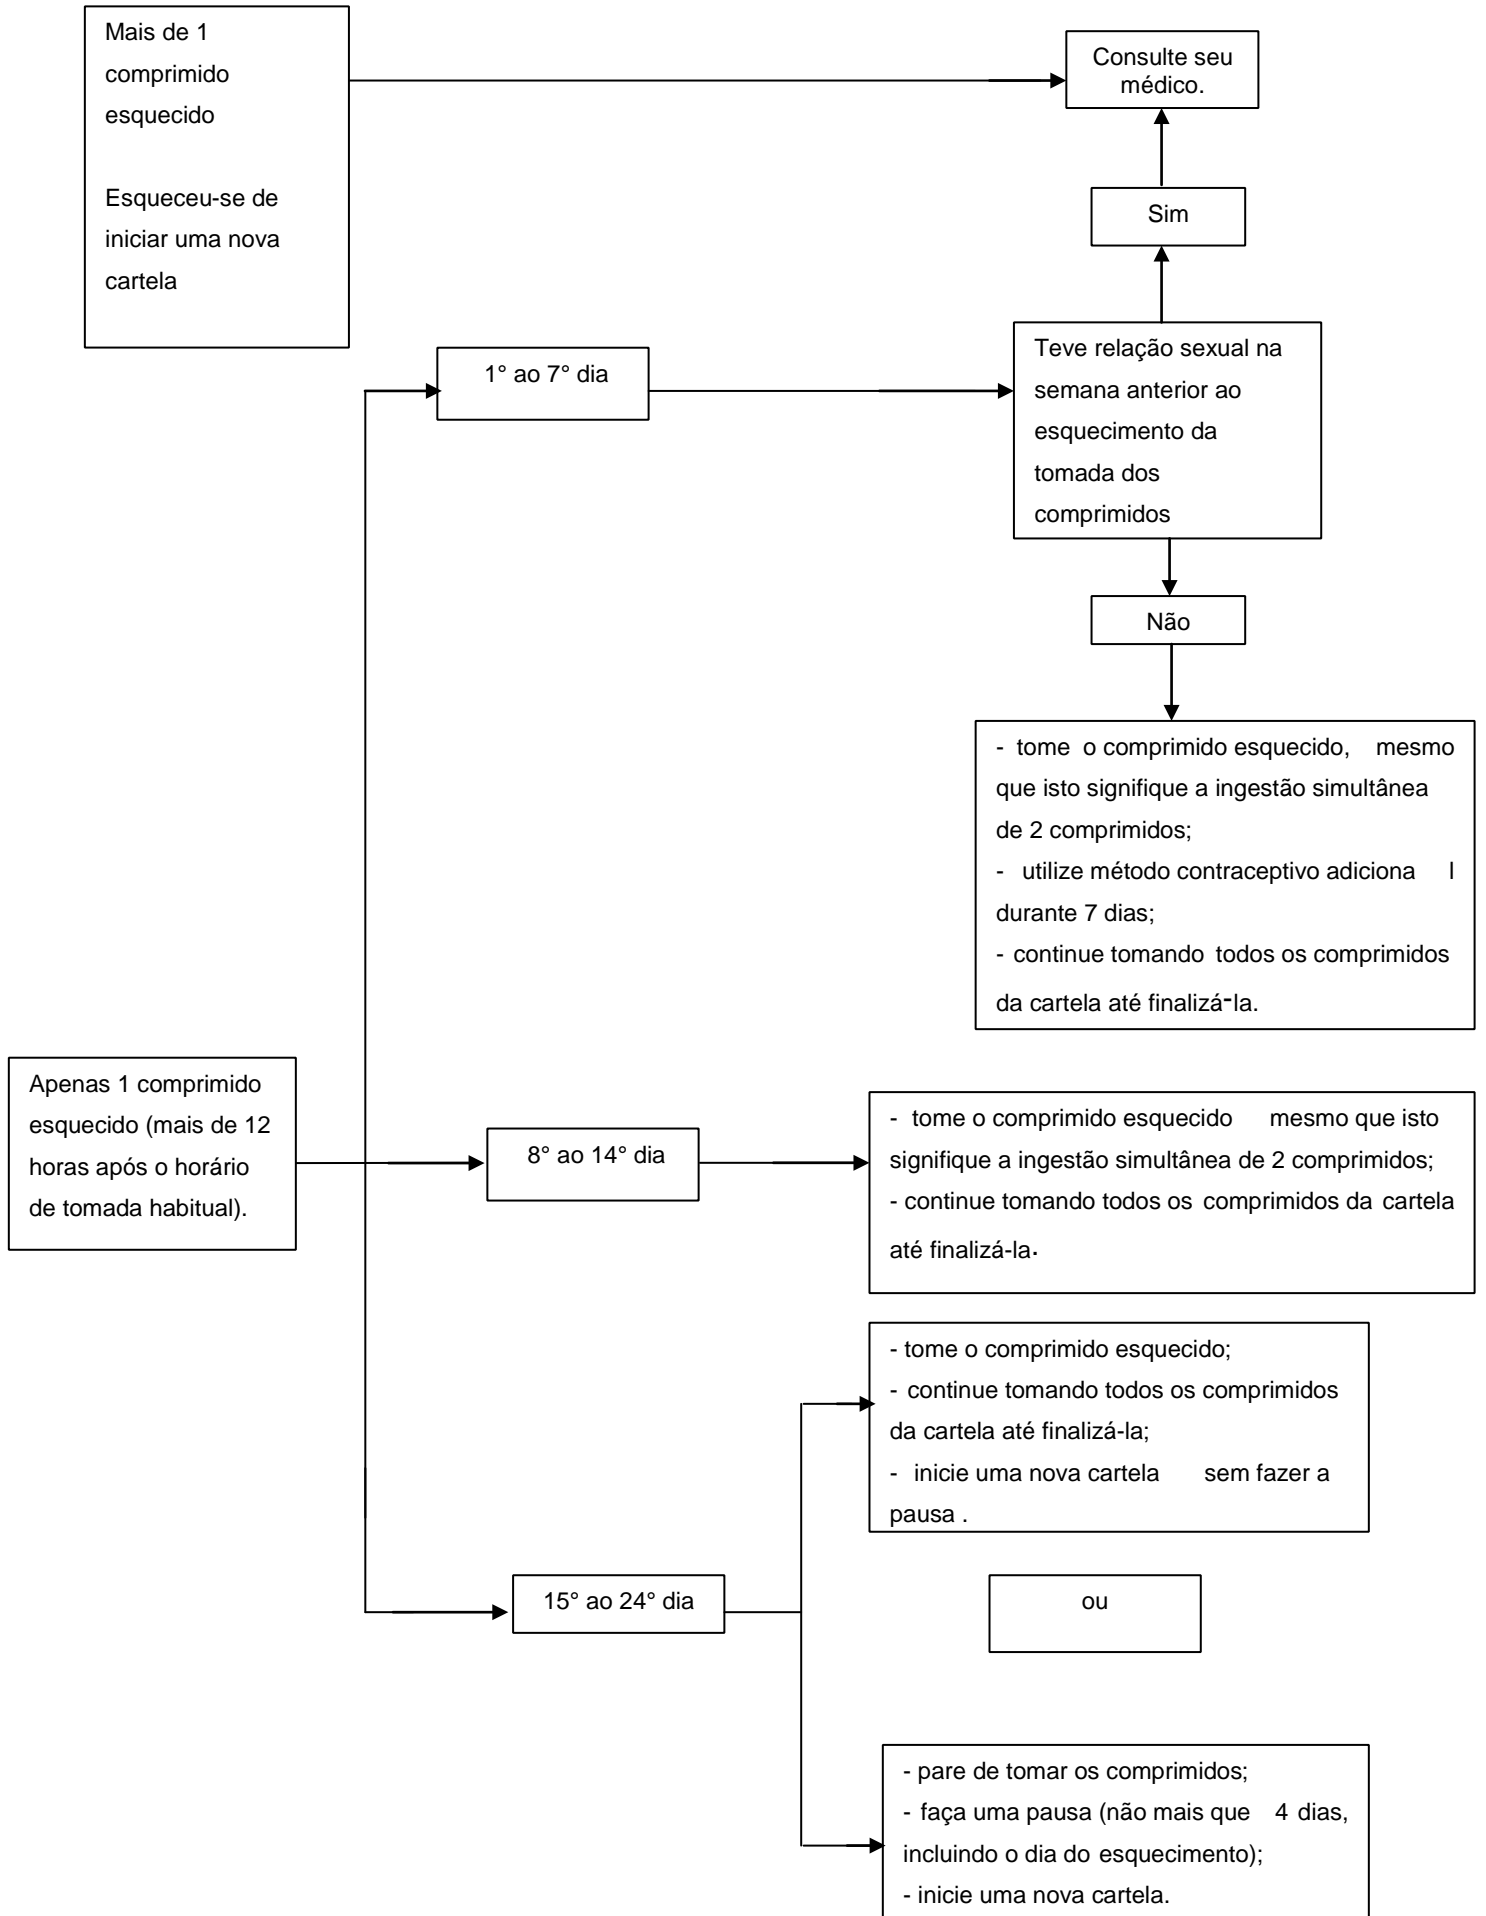 Mais de 1
comprimido
esquecido
Esqueceu-se de
iniciar uma nova
cartela
Consulte seu
médico.
Sim
1° ao 7° dia
Teve relação sexual na
semana anterior ao
esquecimento da
tomada dos
comprimidos
Não
- tome o comprimido esquecido, mesmo
que isto signifique a ingestão simultânea
de 2 comprimidos;
- utilize método contraceptivo adiciona l
durante 7 dias;
- continue tomando todos os comprimidos
da cartela até finalizá-la.
Apenas 1 comprimido
esquecido (mais de 12
horas após o horário
de tomada habitual).
8° ao 14° dia
- tome o comprimido esquecido mesmo que isto
signifique a ingestão simultânea de 2 comprimidos;
- continue tomando todos os comprimidos da cartela
até finalizá-la.
- tome o comprimido esquecido;
- continue tomando todos os comprimidos
da cartela até finalizá-la;
- inicie uma nova cartela sem fazer a
pausa .
15° ao 24° dia
ou
- pare de tomar os comprimidos;
- faça uma pausa (não mais que 4 dias,
incluindo o dia do esquecimento);
- inicie uma nova cartela.